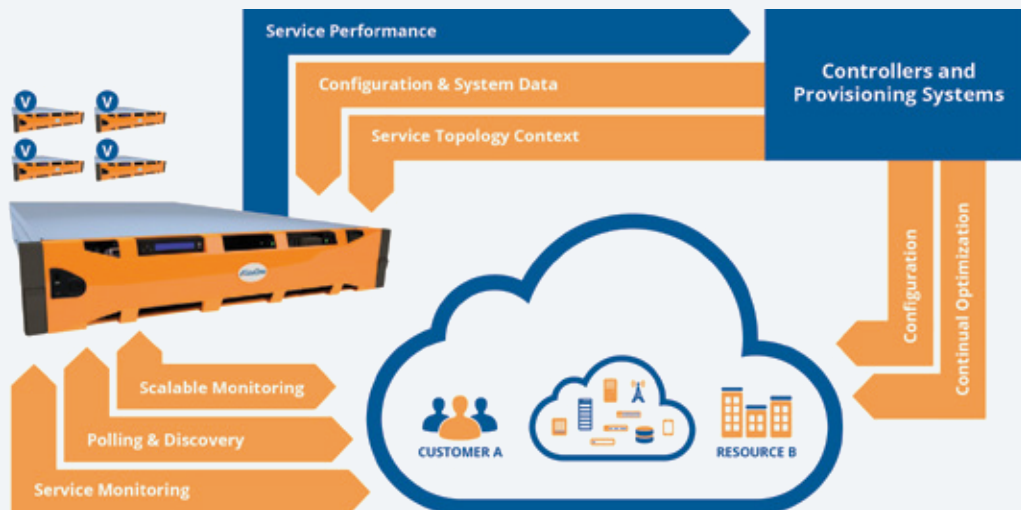 Service Performance
Configuration & System Data
Service Topology Context
Controllers and
Provisioning Systems
V
V
V
V
Configuration
Continual Optimization
Scalable Monitoring
Polling & Discovery
Service Monitoring
CUSTOMER A
RESOURCE B